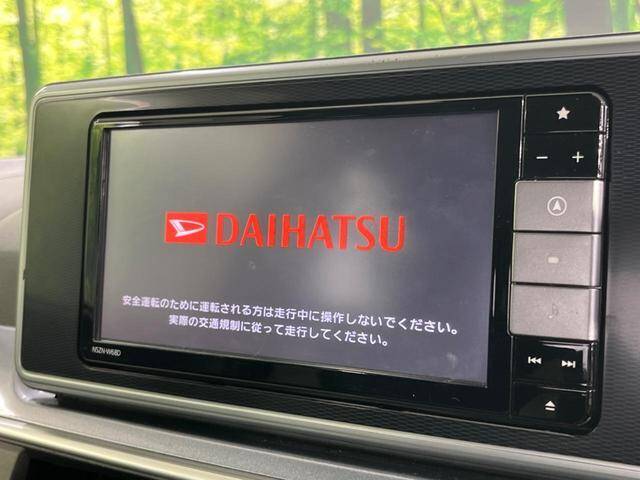 DAIHATSU
安全運転のために運転される方は走行中に操作しないでください。
実際の交通規制に従って走行してください。
NSZN-W68D